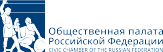 Общественная палата
Российской Федерации
CIVIC CHAMBER OF THE RUSSIAN FEDERATION